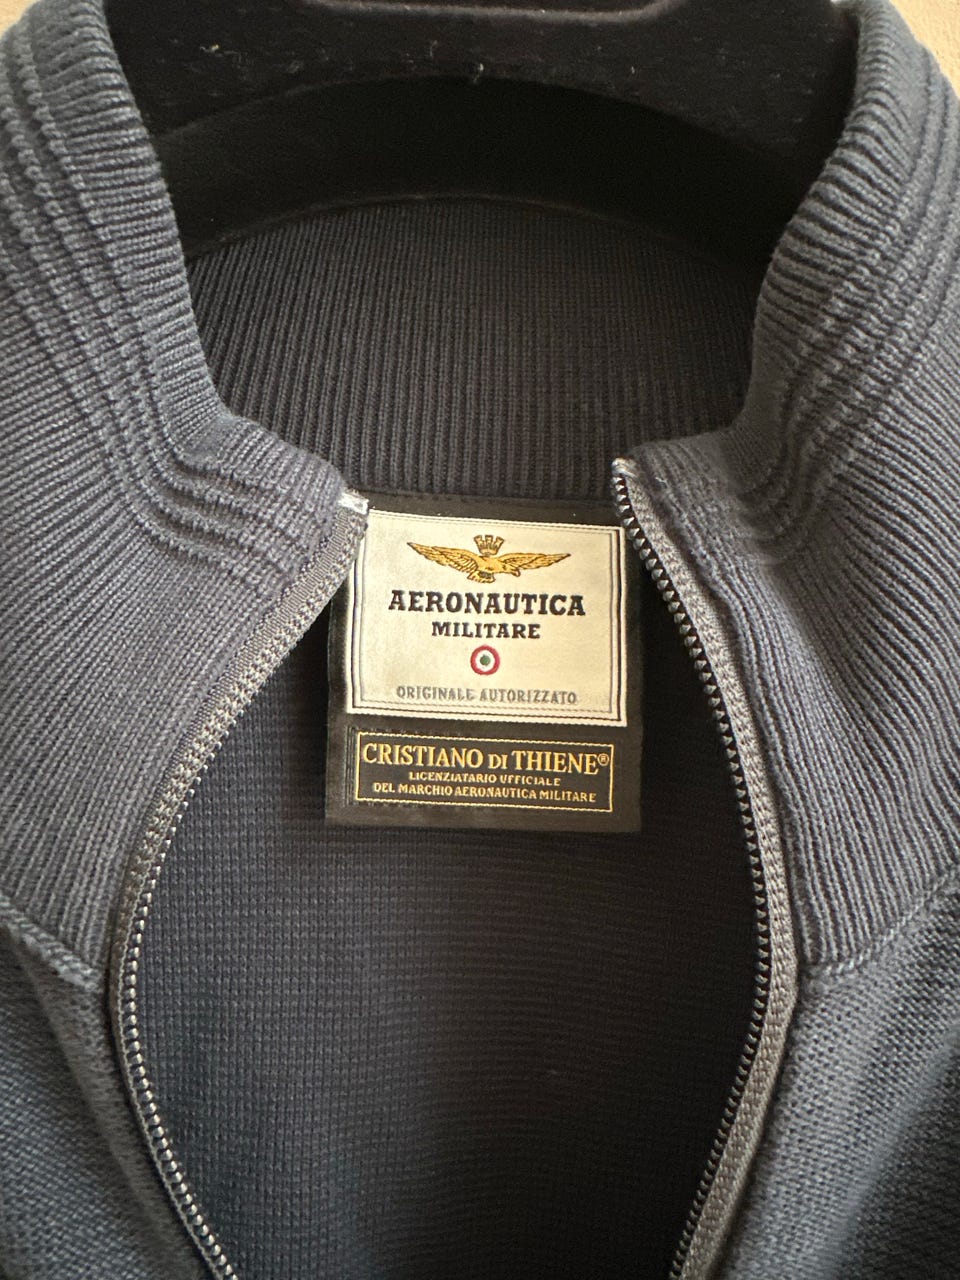 AERONAUTICA
MILITARE
ORIGINALE AUTORIZZATO
CRISTIANO DI THIENE®
LICENZIATARIO UFFICIALE
DEL MARCHIO AERONAUTICA MILITARE